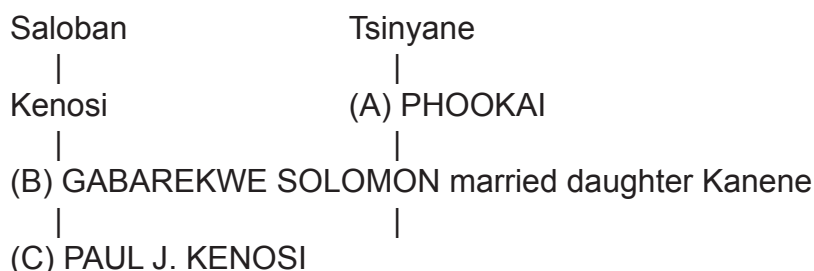 Saloban Tsinyane
| |
Kenosi (A) PHOOKAI
| |
(B) GABAREKWE SOLOMON married daughter Kanene
| |
(C) PAUL J. KENOSI